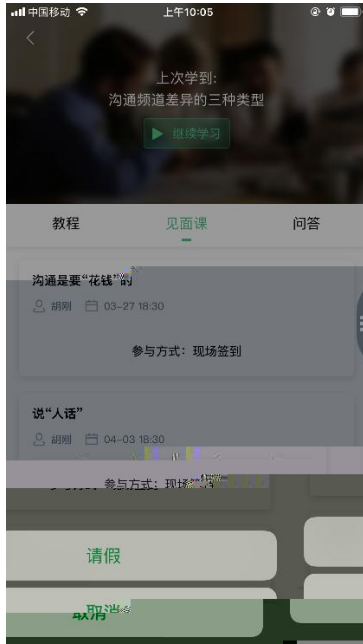 中国移动 上午10:05
上次学到:
沟通频道差异的三种类型
继续学习
教程 见面课 问答
沟通是要“花钱”的
胡刚 03-27 18:30
参与方式：现场签到
说“人话”
胡刚 04-03 18:30
参与方式：现场
请假
取消